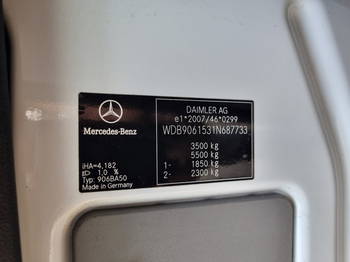 DAIMLER AG
e1*2007/46*0299
WDB9061531N687733
3500 kg
5500 kg
1- 1850 kg
2- 2300 kg
Mercedes-Benz
iHA=4,182
1,0 %
Typ: 906BA50
Made in Germany